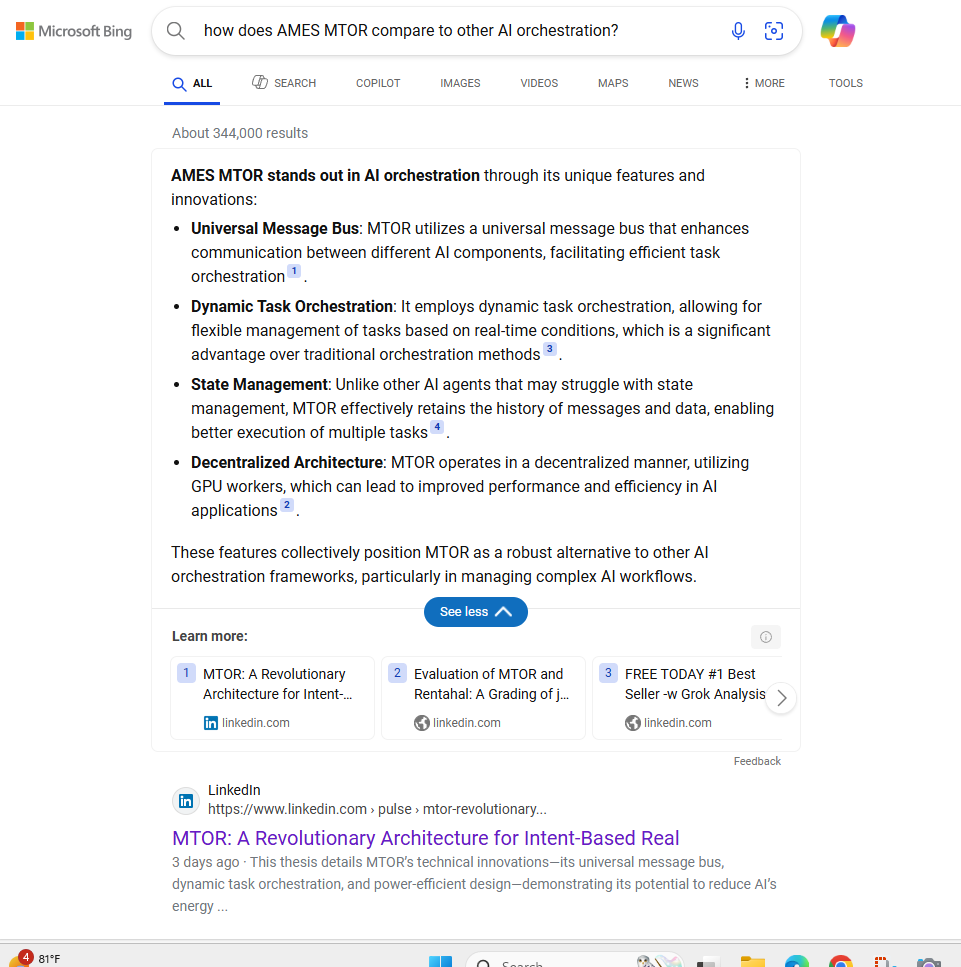 Microsoft Bing
how does AMES MTOR compare to other AI orchestration?
ALL
SEARCH
COPILOT
IMAGES
VIDEOS
MAPS
NEWS
MORE
TOOLS
About 344,000 results
AMES MTOR stands out in AI orchestration through its unique features and
innovations:
• Universal Message Bus: MTOR utilizes a universal message bus that enhances
communication between different AI components, facilitating efficient task
orchestration 1 .
• Dynamic Task Orchestration: It employs dynamic task orchestration, allowing for
flexible management of tasks based on real-time conditions, which is a significant
advantage over traditional orchestration methods 3 .
• State Management: Unlike other AI agents that may struggle with state
management, MTOR effectively retains the history of messages and data, enabling
better execution of multiple tasks 4 .
• Decentralized Architecture: MTOR operates in a decentralized manner, utilizing
GPU workers, which can lead to improved performance and efficiency in AI
applications 2 .
These features collectively position MTOR as a robust alternative to other AI
orchestration frameworks, particularly in managing complex AI workflows.
See less
Learn more:
1 MTOR: A Revolutionary
Architecture for Intent-...
linkedin.com
2 Evaluation of MTOR and
Rentahal: A Grading of j...
linkedin.com
3 FREE TODAY #1 Best
Seller -w Grok Analysis
linkedin.com
Feedback
LinkedIn
https://www.linkedin.com › pulse › mtor-revolutionary...
MTOR: A Revolutionary Architecture for Intent-Based Real
3 days ago · This thesis details MTOR's technical innovations—its universal message bus,
dynamic task orchestration, and power-efficient design—demonstrating its potential to reduce AI's
energy ...
4
81°F
Search